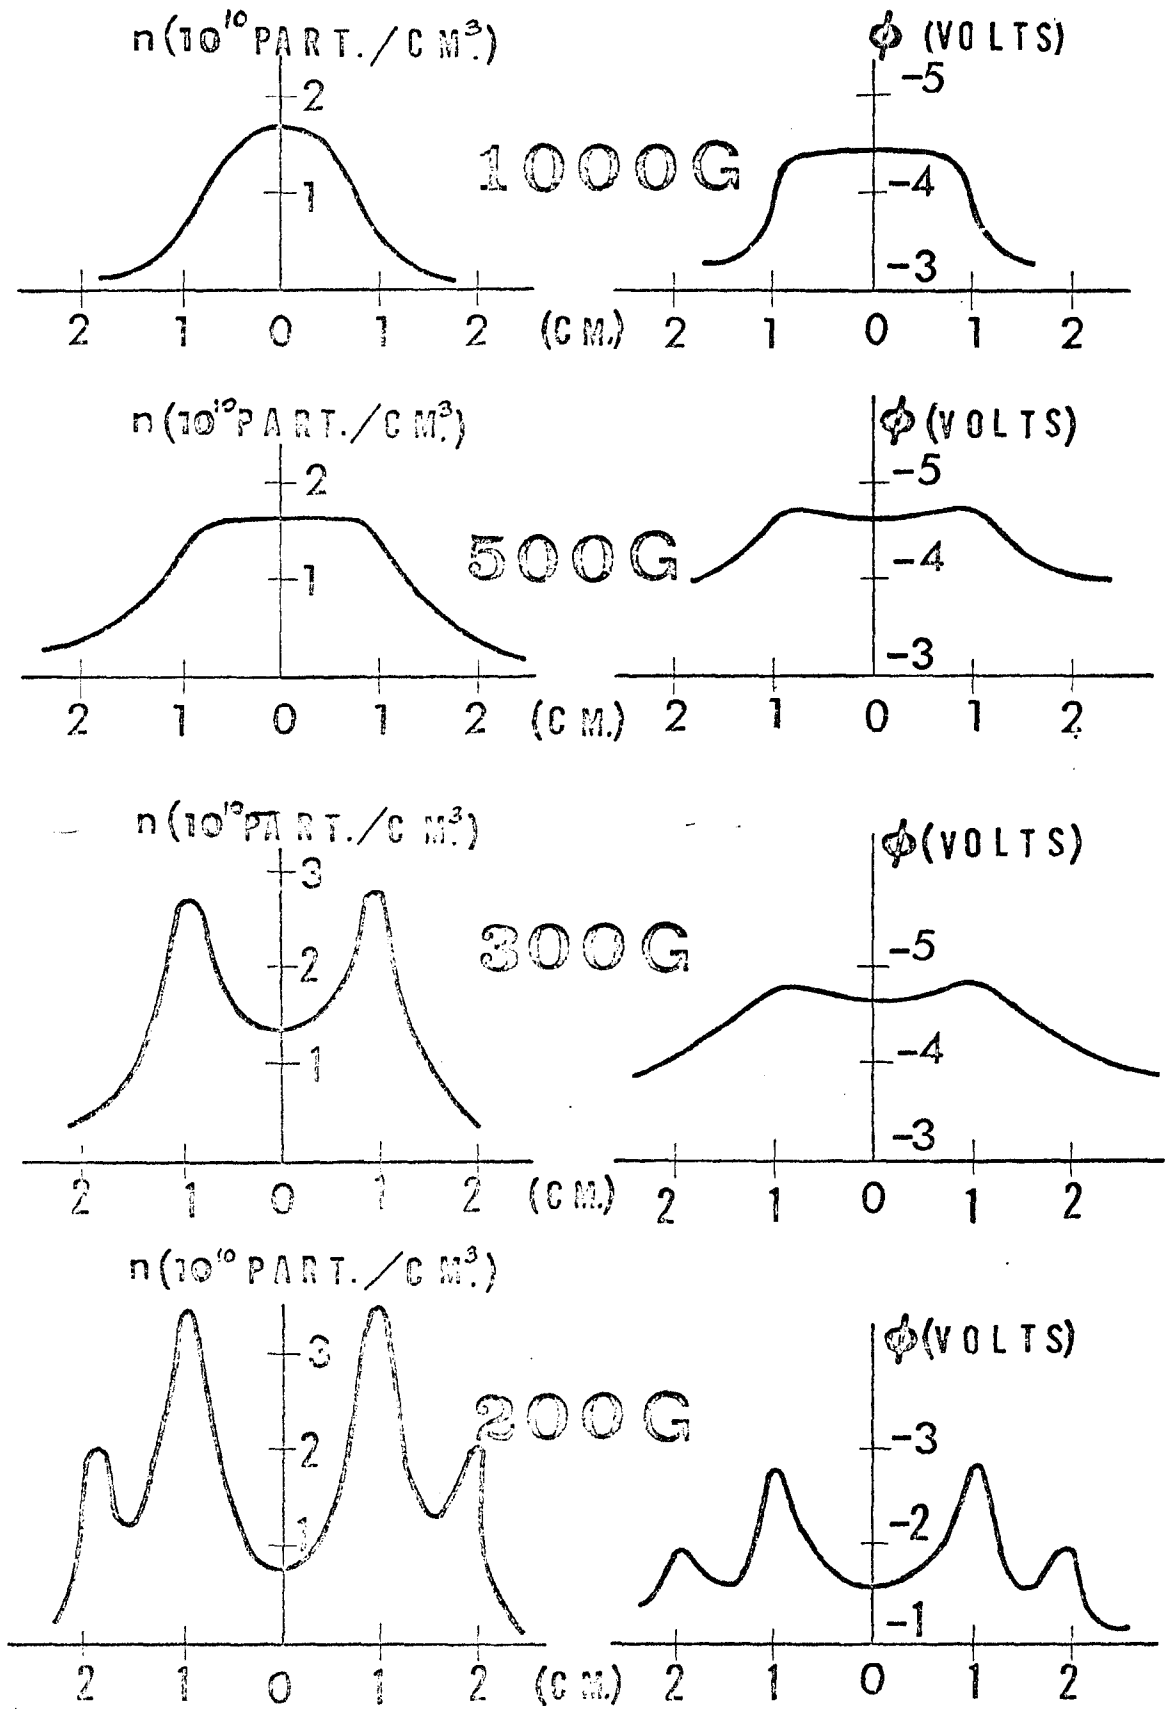 n(10¹⁰ PART./CM³.)
φ (VOLTS)
2
-5
1000G
1
-4
-3
2 1 0 1 2 (CM.) 2 1 0 1 2
n(10¹⁰ PART./CM³.)
φ(VOLTS)
2
-5
500G
1
-4
-3
2 1 0 1 2 (CM.) 2 1 0 1 2
n(10¹⁰ PART./CM³.)
φ(VOLTS)
3
300G
2
-5
1
-4
-3
2 1 0 1 2 (CM.) 2 1 0 1 2
n(10¹⁰ PART./CM³.)
φ(VOLTS)
3
200G
2
-3
1
-2
-1
2 1 0 1 2 (CM.) 2 1 0 1 2